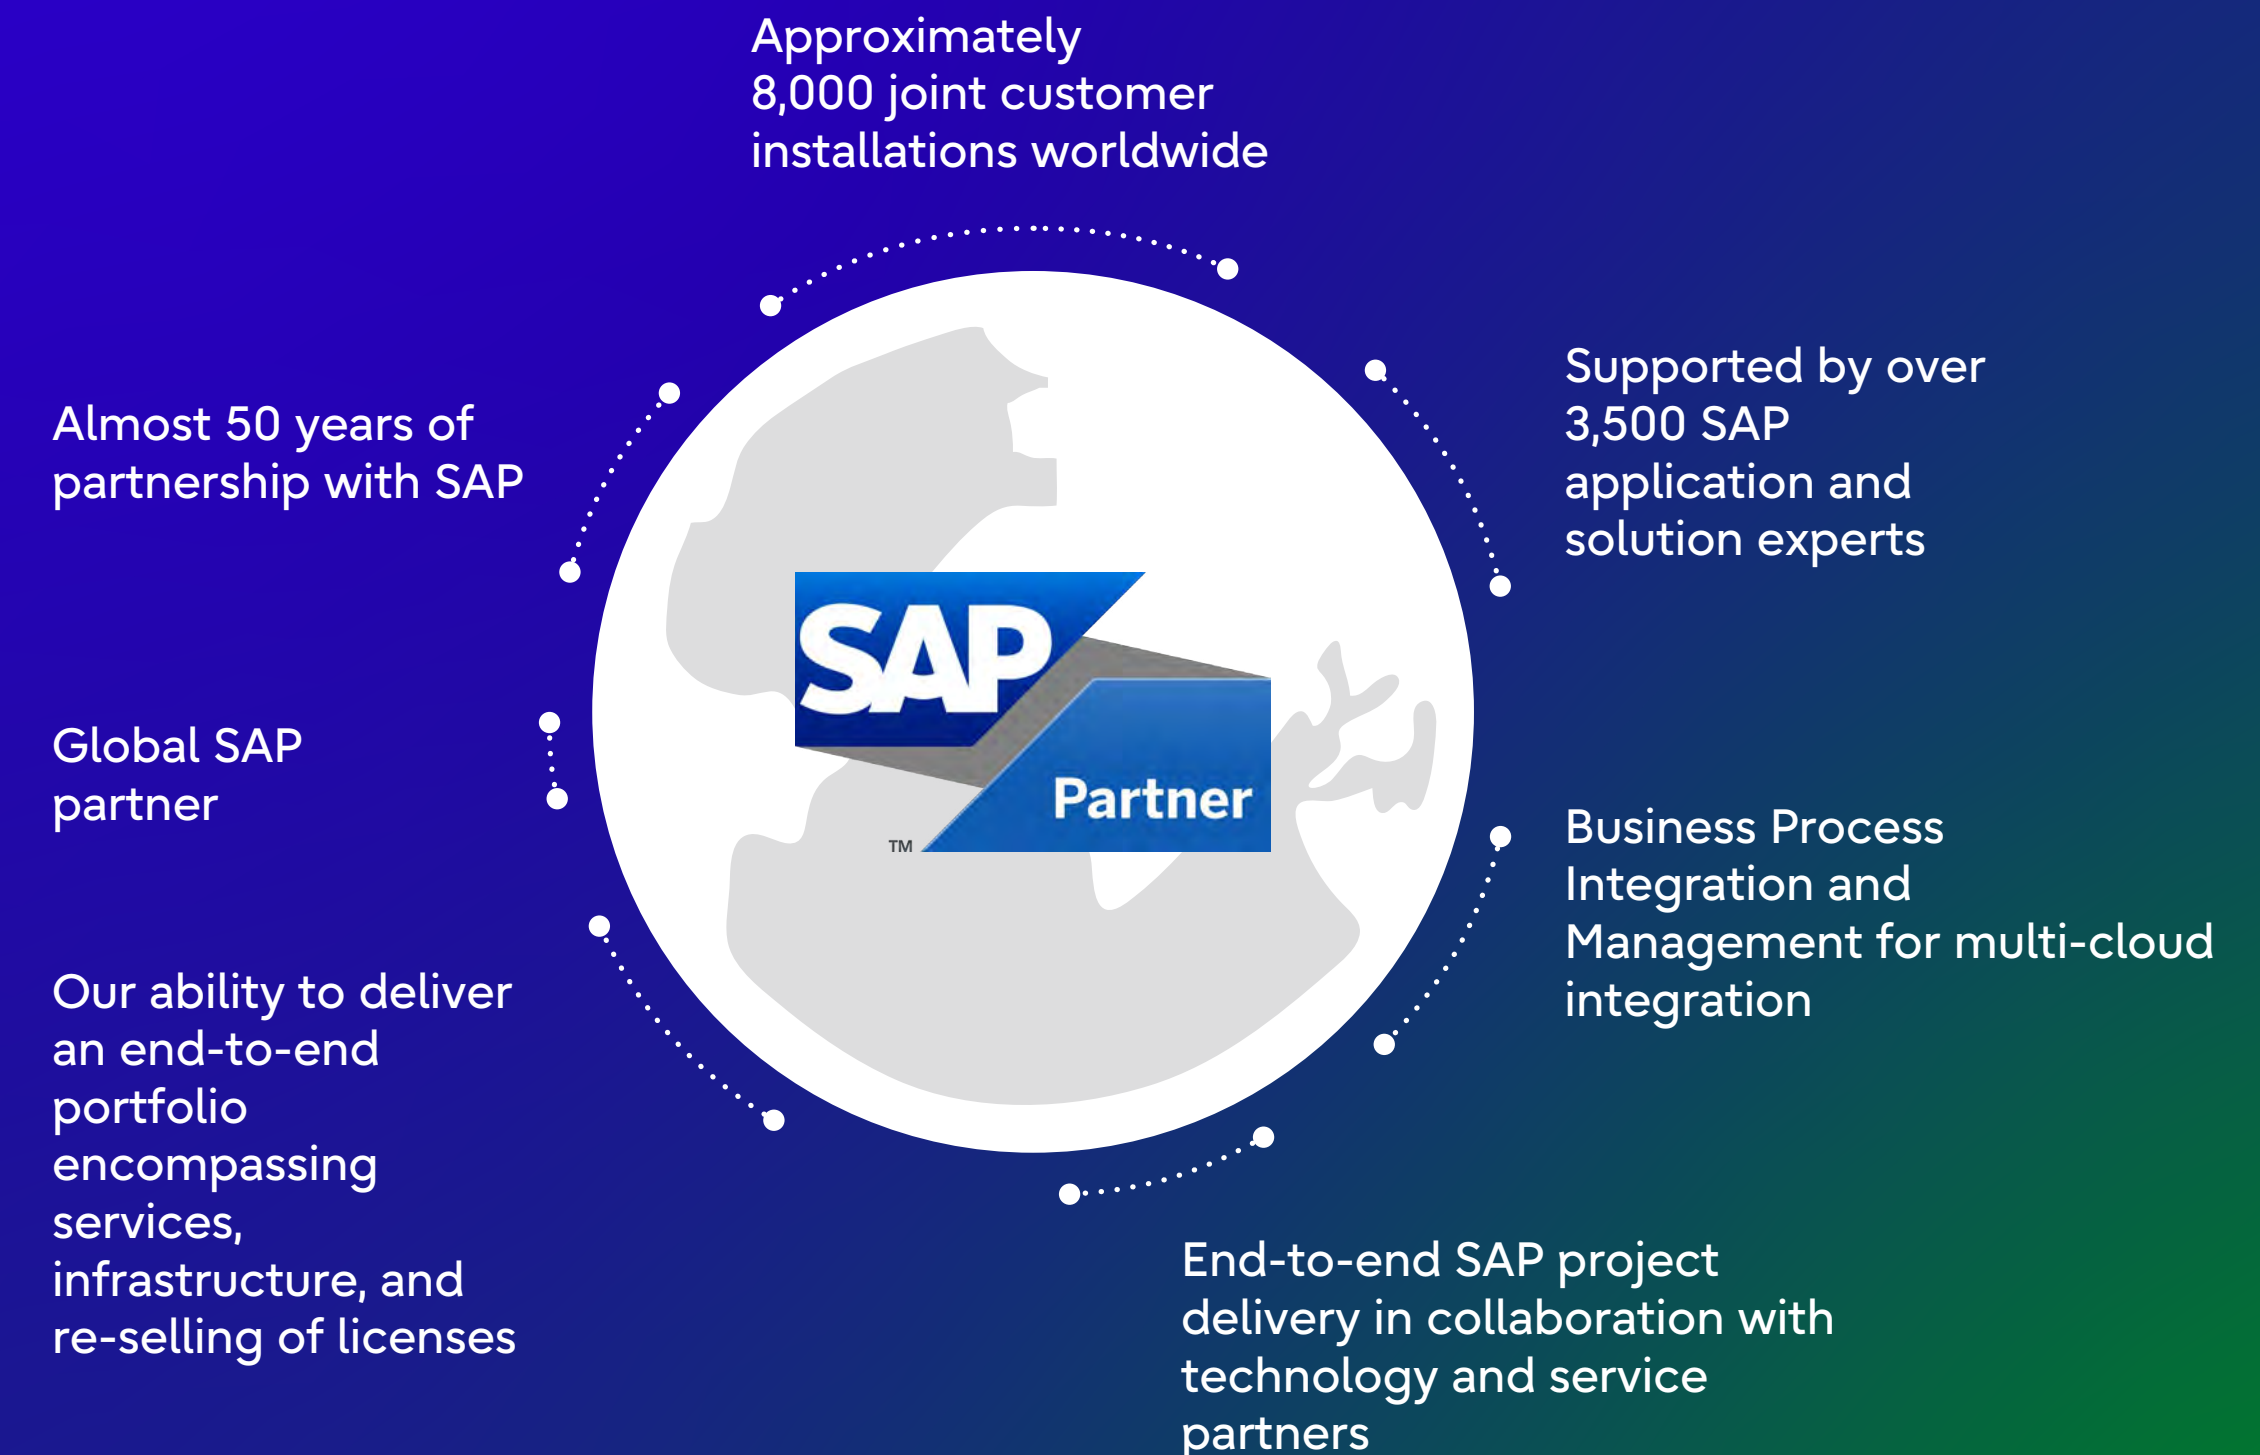 Approximately
8,000 joint customer
installations worldwide
Almost 50 years of
partnership with SAP
Supported by over
3,500 SAP
application and
solution experts
SAP
Partner
TM
Global SAP
partner
Business Process
Integration and
Management for multi-cloud
integration
Our ability to deliver
an end-to-end
portfolio
encompassing
services,
infrastructure, and
re-selling of licenses
End-to-end SAP project
delivery in collaboration with
technology and service
partners